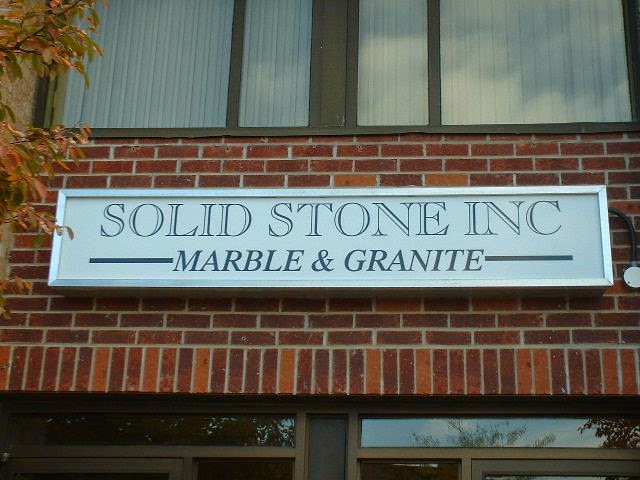 SOLID STONE INC
MARBLE & GRANITE